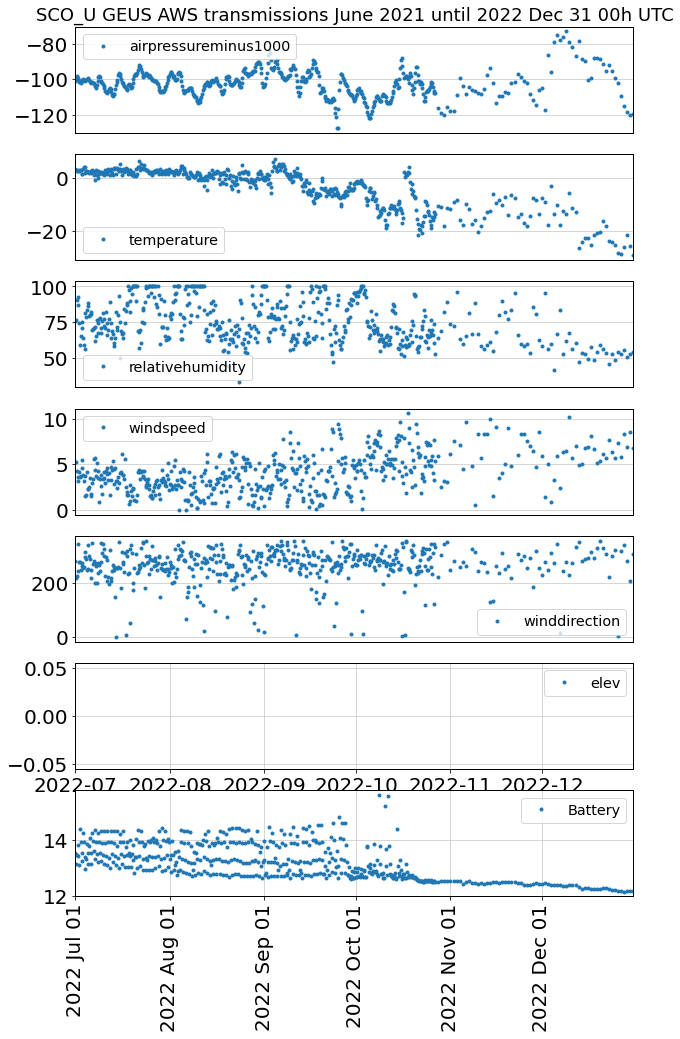 SCO_U GEUS AWS transmissions June 2021 until 2022 Dec 31 00h UTC
−80
−100
−120
airpressureminus1000
0
−20
temperature
100
75
50
relativehumidity
10
5
0
windspeed
200
0
winddirection
0.05
0.00
−0.05
elev
2022-07 2022-08 2022-09 2022-10 2022-11 2022-12
14
12
Battery
2022 Jul 01
2022 Aug 01
2022 Sep 01
2022 Oct 01
2022 Nov 01
2022 Dec 01